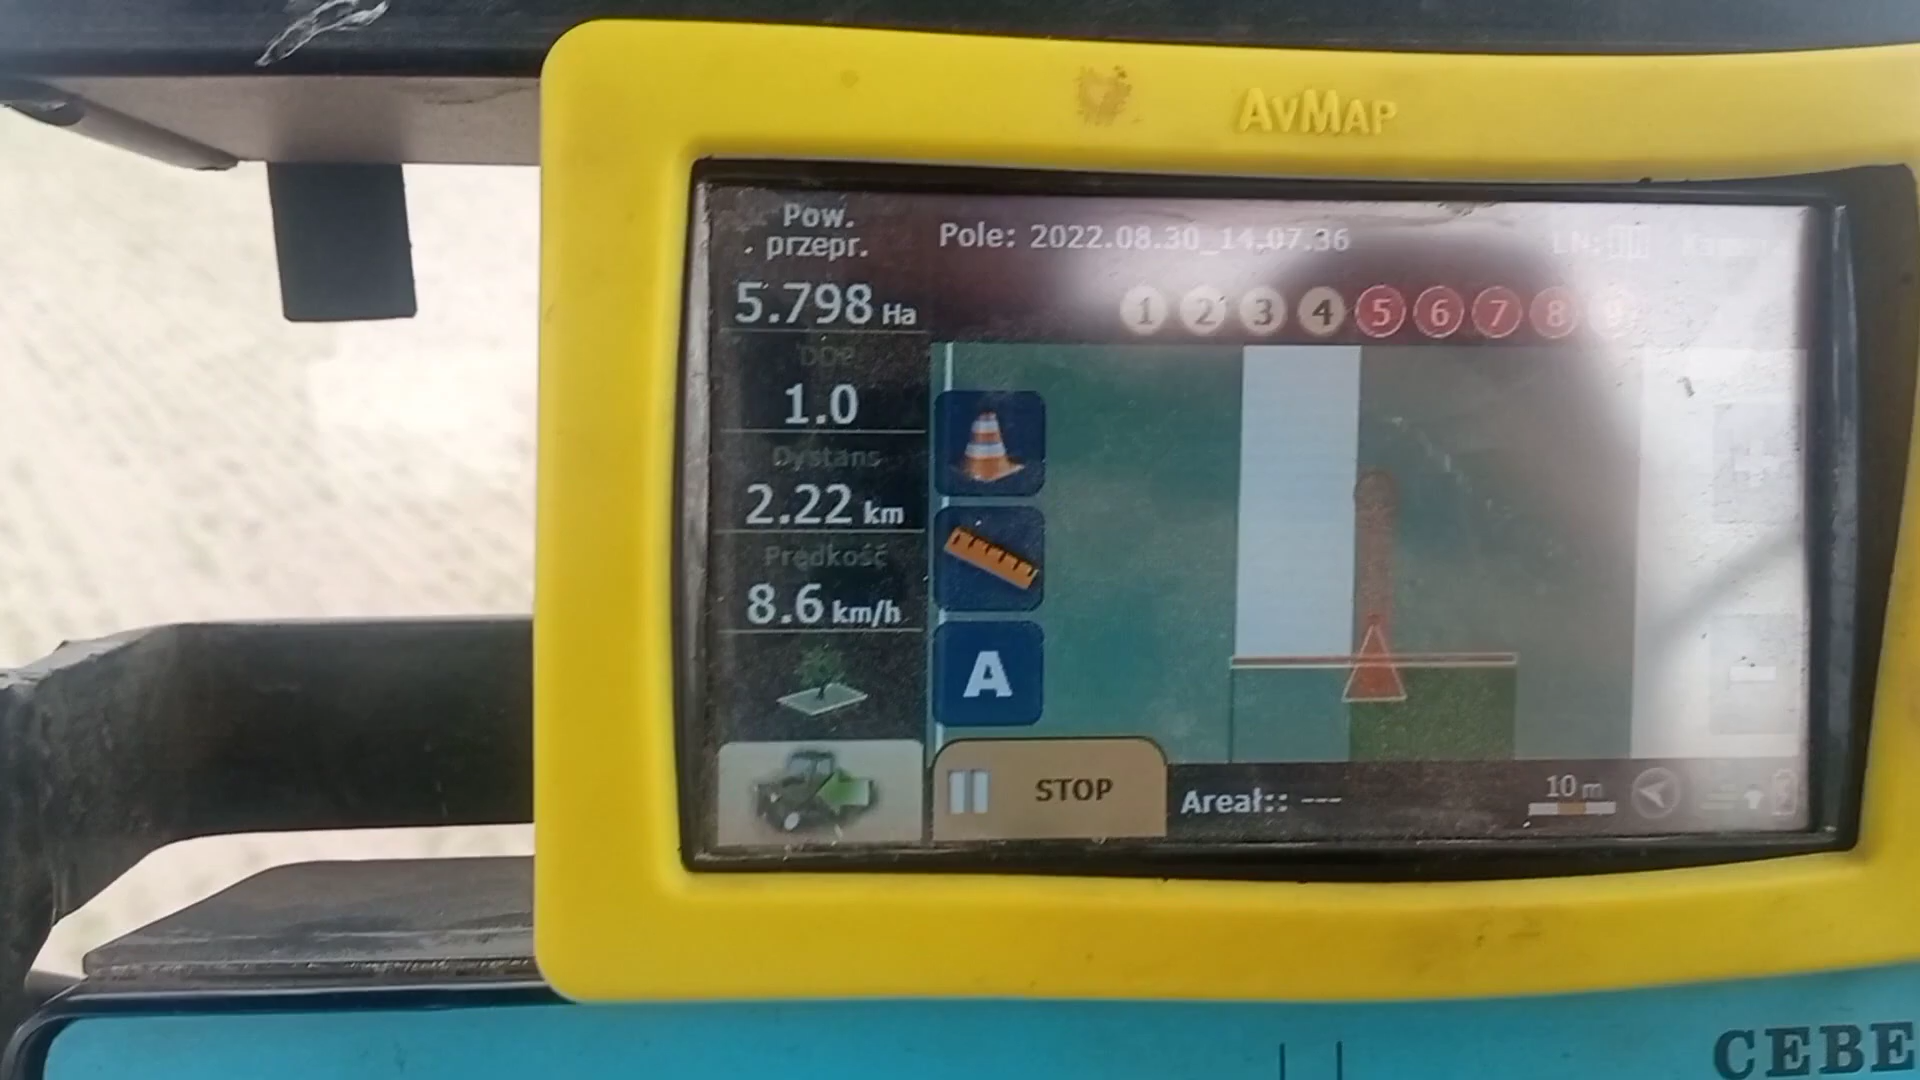 AvMap
Pow.
przepr.
Pole: 2022.08.30_14.07.36
5.798 Ha
1 2 3 4 5 6 7 8 9
DOP
1.0
Dystans
2.22 km
Prędkość
8.6 km/h
A
STOP
Areał:: ---
10 m
CEBE